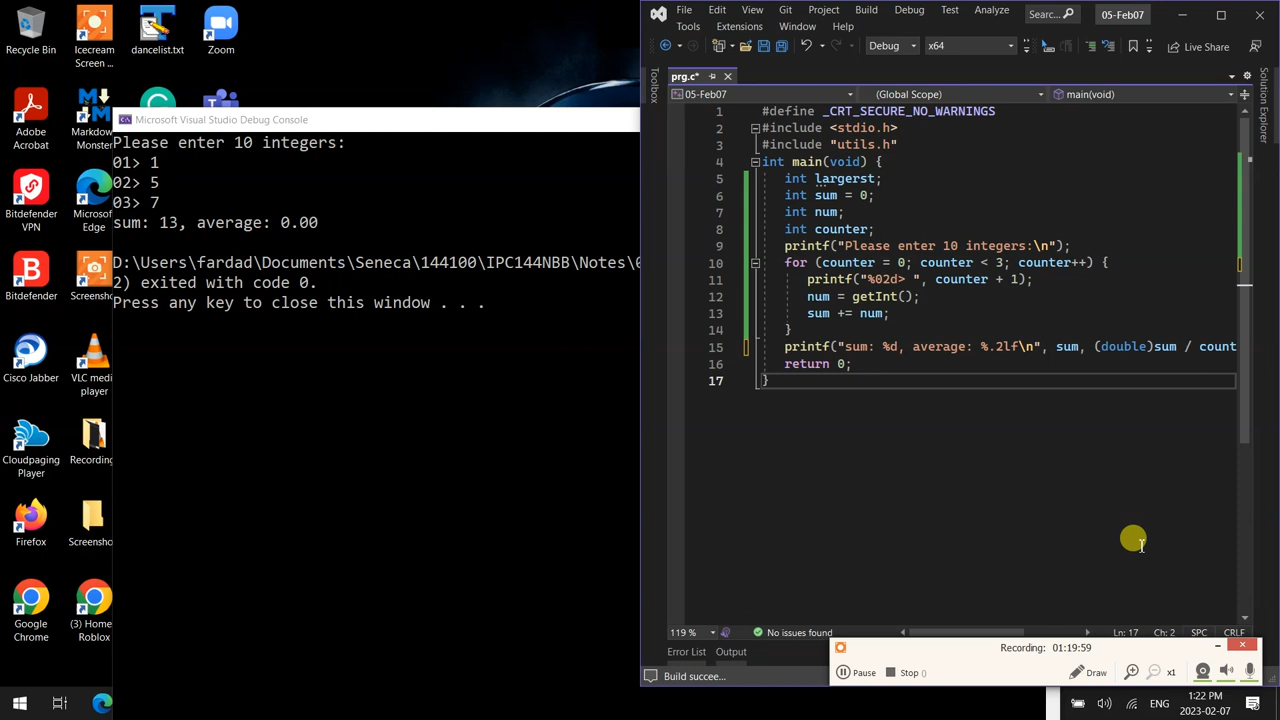 Recycle Bin
Icecream Screen ...
dancelist.txt
Zoom
Adobe Acrobat
Markdown Monster
Bitdefender VPN
Microsoft Edge
Bitdefender
Screensho
Cisco Jabber
VLC media player
Cloudpaging Player
Recording
Firefox
Screensho
Google Chrome
(3) Home Roblox
Microsoft Visual Studio Debug Console
Please enter 10 integers:
01> 1
02> 5
03> 7
sum: 13, average: 0.00
D:\Users\fardad\Documents\Seneca\144100\IPC144NBB\Notes\0
2) exited with code 0.
Press any key to close this window . . .
File Edit View Git Project Build Debug Test Analyze Searc... 05-Feb07
Tools Extensions Window Help
Debug x64 Live Share
prg.c*
05-Feb07 (Global Scope) main(void)
Toolbox
Solution Explorer
1 #define _CRT_SECURE_NO_WARNINGS
2 #include <stdio.h>
3 #include "utils.h"
4 int main(void) {
5 int largerst;
6 int sum = 0;
7 int num;
8 int counter;
9 printf("Please enter 10 integers:\n");
10 for (counter = 0; counter < 3; counter++) {
11 printf("%02d> ", counter + 1);
12 num = getInt();
13 sum += num;
14 }
15 printf("sum: %d, average: %.2lf\n", sum, (double)sum / count
16 return 0;
17 }
119 % No issues found Ln: 17 Ch: 2 SPC CRLF
Error List Output
Build succee...
Recording: 01:19:59
Pause Stop () Draw x1
ENG 1:22 PM
2023-02-07